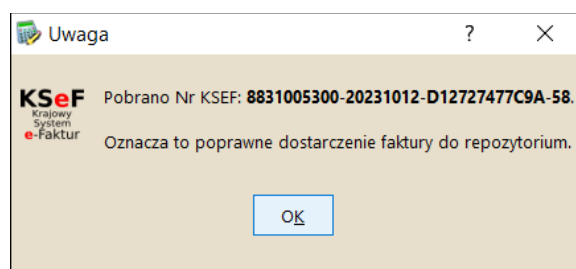 Uwaga
?
KSeF
Krajowy
System
e-Faktur
Pobrano Nr KSEF: 8831005300-20231012-D12727477C9A-58.
Oznacza to poprawne dostarczenie faktury do repozytorium.
OK